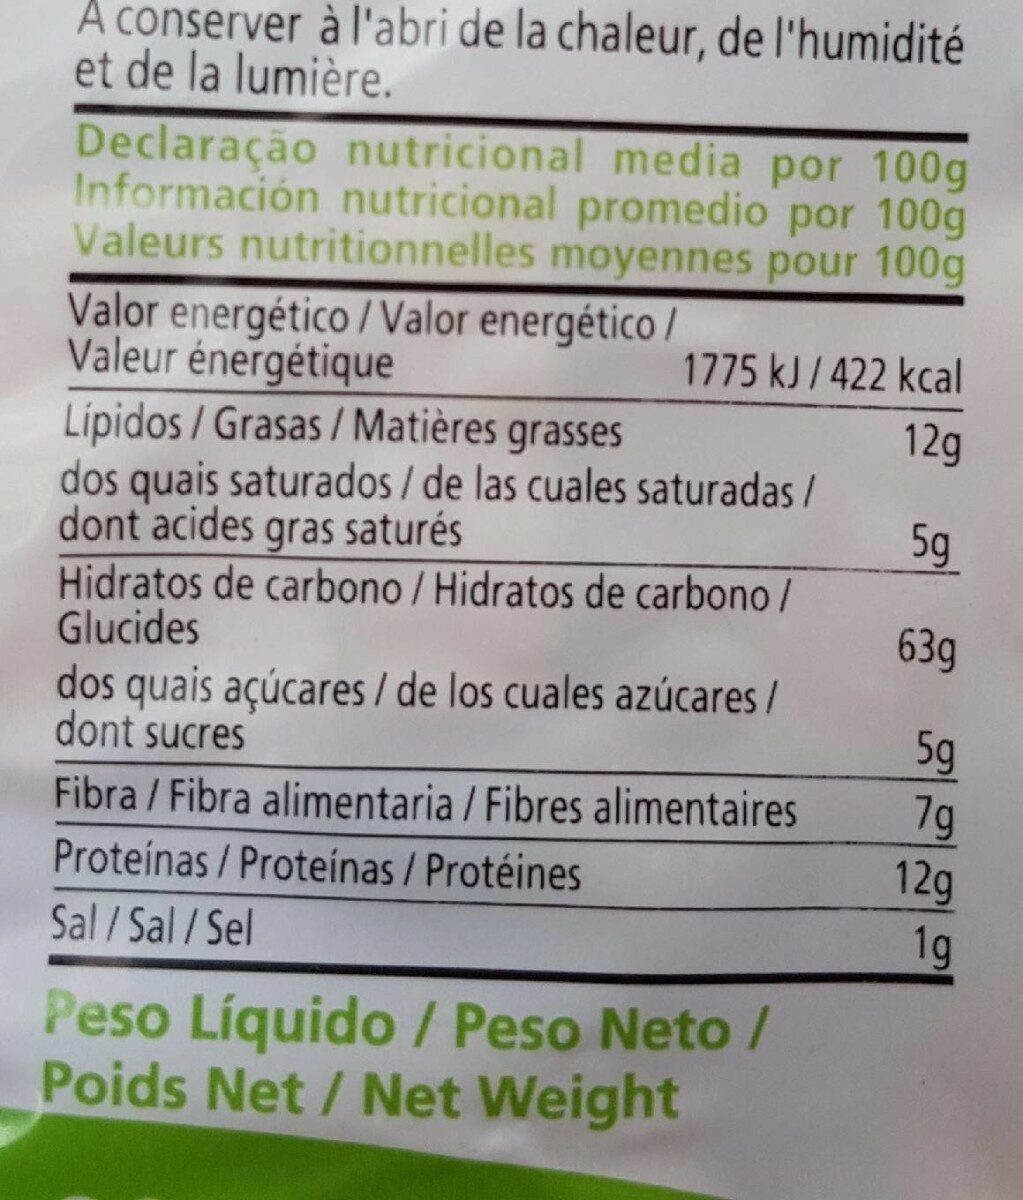 A conserver à l'abri de la chaleur, de l'humidité
et de la lumière.
Declaração nutricional media por 100g
Información nutricional promedio por 100g
Valeurs nutritionnelles moyennes pour 100g
Valor energético / Valor energético /
Valeur énergétique 1775 kJ / 422 kcal
Lípidos / Grasas / Matières grasses 12g
dos quais saturados / de las cuales saturadas /
dont acides gras saturés 5g
Hidratos de carbono / Hidratos de carbono /
Glucides 63g
dos quais açúcares / de los cuales azúcares /
dont sucres 5g
Fibra / Fibra alimentaria / Fibres alimentaires 7g
Proteínas / Proteínas / Protéines 12g
Sal / Sal / Sel 1g
Peso Líquido / Peso Neto /
Poids Net / Net Weight